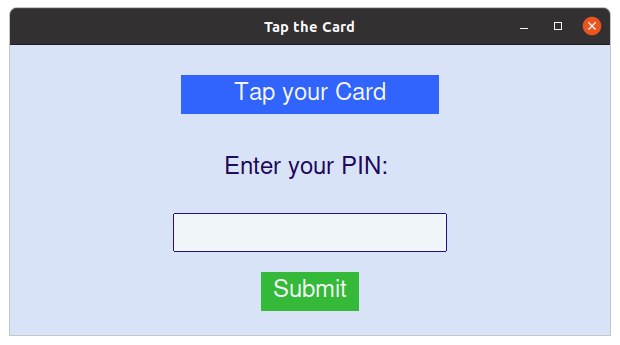 Tap the Card
Tap your Card
Enter your PIN:
Submit